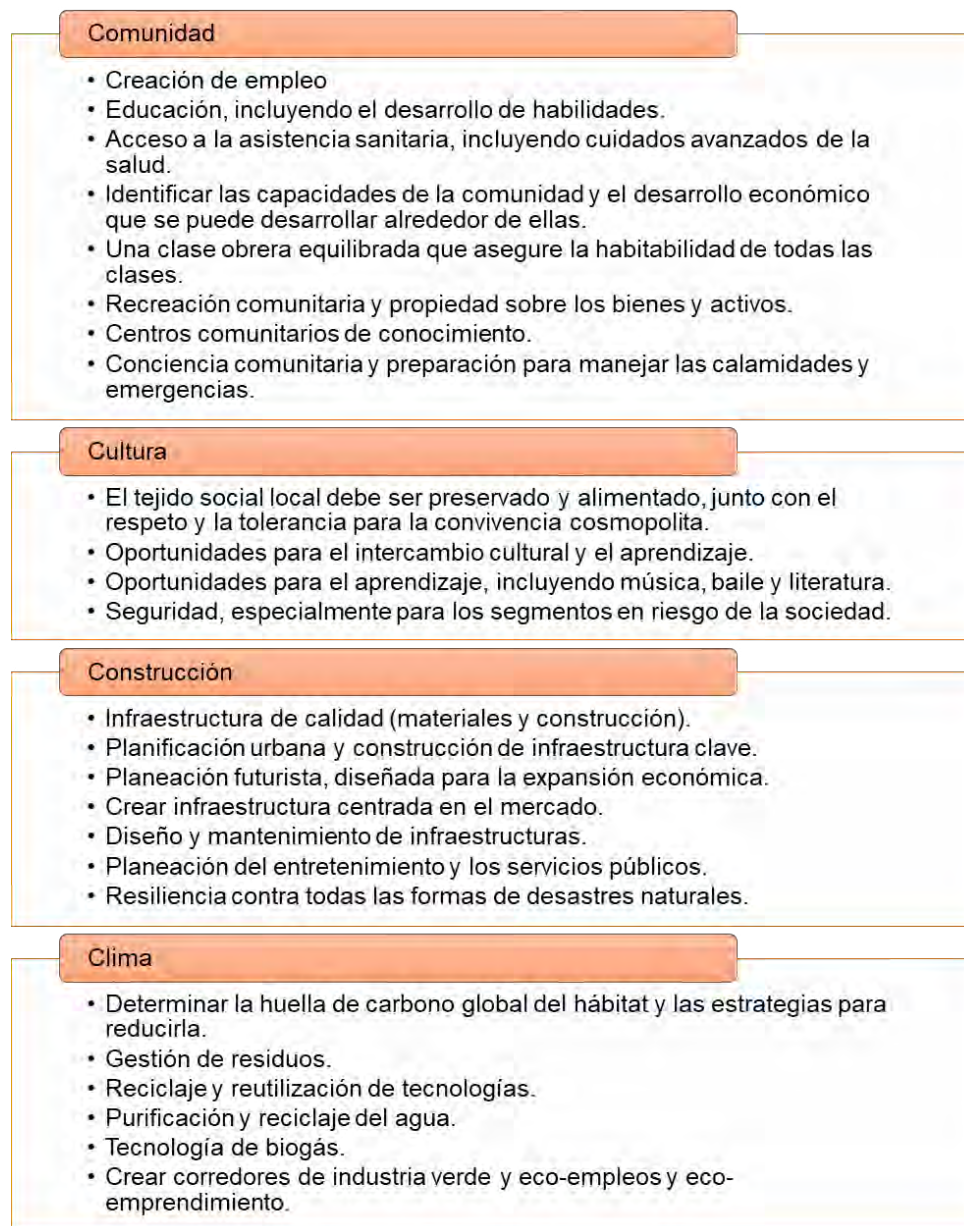 Comunidad
• Creación de empleo
• Educación, incluyendo el desarrollo de habilidades.
• Acceso a la asistencia sanitaria, incluyendo cuidados avanzados de la
salud.
• Identificar las capacidades de la comunidad y el desarrollo económico
que se puede desarrollar alrededor de ellas.
• Una clase obrera equilibrada que asegure la habitabilidad de todas las
clases.
• Recreación comunitaria y propiedad sobre los bienes y activos.
• Centros comunitarios de conocimiento.
• Conciencia comunitaria y preparación para manejar las calamidades y
emergencias.
Cultura
• El tejido social local debe ser preservado y alimentado, junto con el
respeto y la tolerancia para la convivencia cosmopolita.
• Oportunidades para el intercambio cultural y el aprendizaje.
• Oportunidades para el aprendizaje, incluyendo música, baile y literatura.
• Seguridad, especialmente para los segmentos en riesgo de la sociedad.
Construcción
• Infraestructura de calidad (materiales y construcción).
• Planificación urbana y construcción de infraestructura clave.
• Planeación futurista, diseñada para la expansión económica.
• Crear infraestructura centrada en el mercado.
• Diseño y mantenimiento de infraestructuras.
• Planeación del entretenimiento y los servicios públicos.
• Resiliencia contra todas las formas de desastres naturales.
Clima
• Determinar la huella de carbono global del hábitat y las estrategias para
reducirla.
• Gestión de residuos.
• Reciclaje y reutilización de tecnologías.
• Purificación y reciclaje del agua.
• Tecnología de biogás.
• Crear corredores de industria verde y eco-empleos y eco-
emprendimiento.